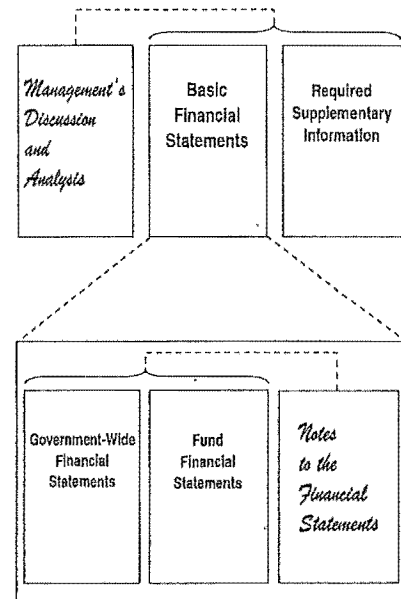 Management's
Discussion
and
Analysis
Basic
Financial
Statements
Required
Supplementary
Information
Government-Wide
Financial
Statements
Fund
Financial
Statements
Notes
to the
Financial
Statements